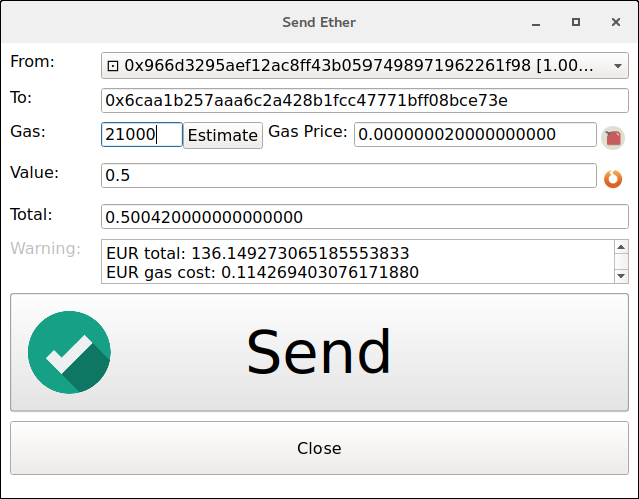 Send Ether
From: ⊡ 0x966d3295aef12ac8ff43b0597498971962261f98 [1.00...
To: 0x6caa1b257aaa6c2a428b1fcc47771bff08bce73e
Gas: 21000 Estimate Gas Price: 0.000000020000000000
Value: 0.5
Total: 0.500420000000000000
Warning: EUR total: 136.149273065185553833
EUR gas cost: 0.114269403076171880
Send
Close